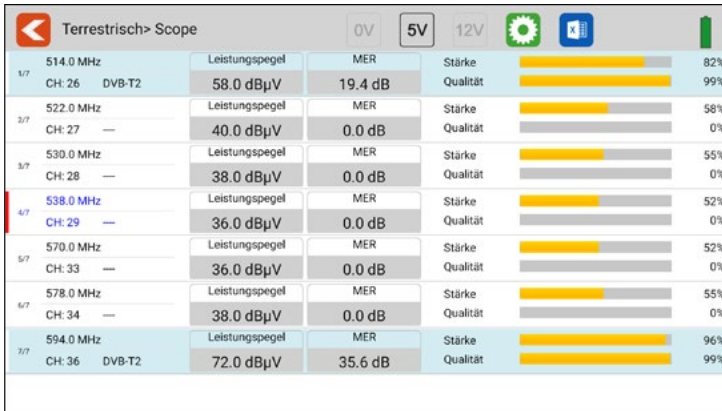 Terrestrisch> Scope 0V 5V 12V
514.0 MHz Leistungspegel MER Stärke 82%
1/7 CH: 26 DVB-T2 58.0 dBµV 19.4 dB Qualität 99%
522.0 MHz Leistungspegel MER Stärke 58%
2/7 CH: 27 — 40.0 dBµV 0.0 dB Qualität 0%
530.0 MHz Leistungspegel MER Stärke 55%
3/7 CH: 28 — 38.0 dBµV 0.0 dB Qualität 0%
538.0 MHz Leistungspegel MER Stärke 52%
4/7 CH: 29 — 36.0 dBµV 0.0 dB Qualität 0%
570.0 MHz Leistungspegel MER Stärke 52%
5/7 CH: 33 — 36.0 dBµV 0.0 dB Qualität 0%
578.0 MHz Leistungspegel MER Stärke 55%
6/7 CH: 34 — 38.0 dBµV 0.0 dB Qualität 0%
594.0 MHz Leistungspegel MER Stärke 96%
7/7 CH: 36 DVB-T2 72.0 dBµV 35.6 dB Qualität 99%